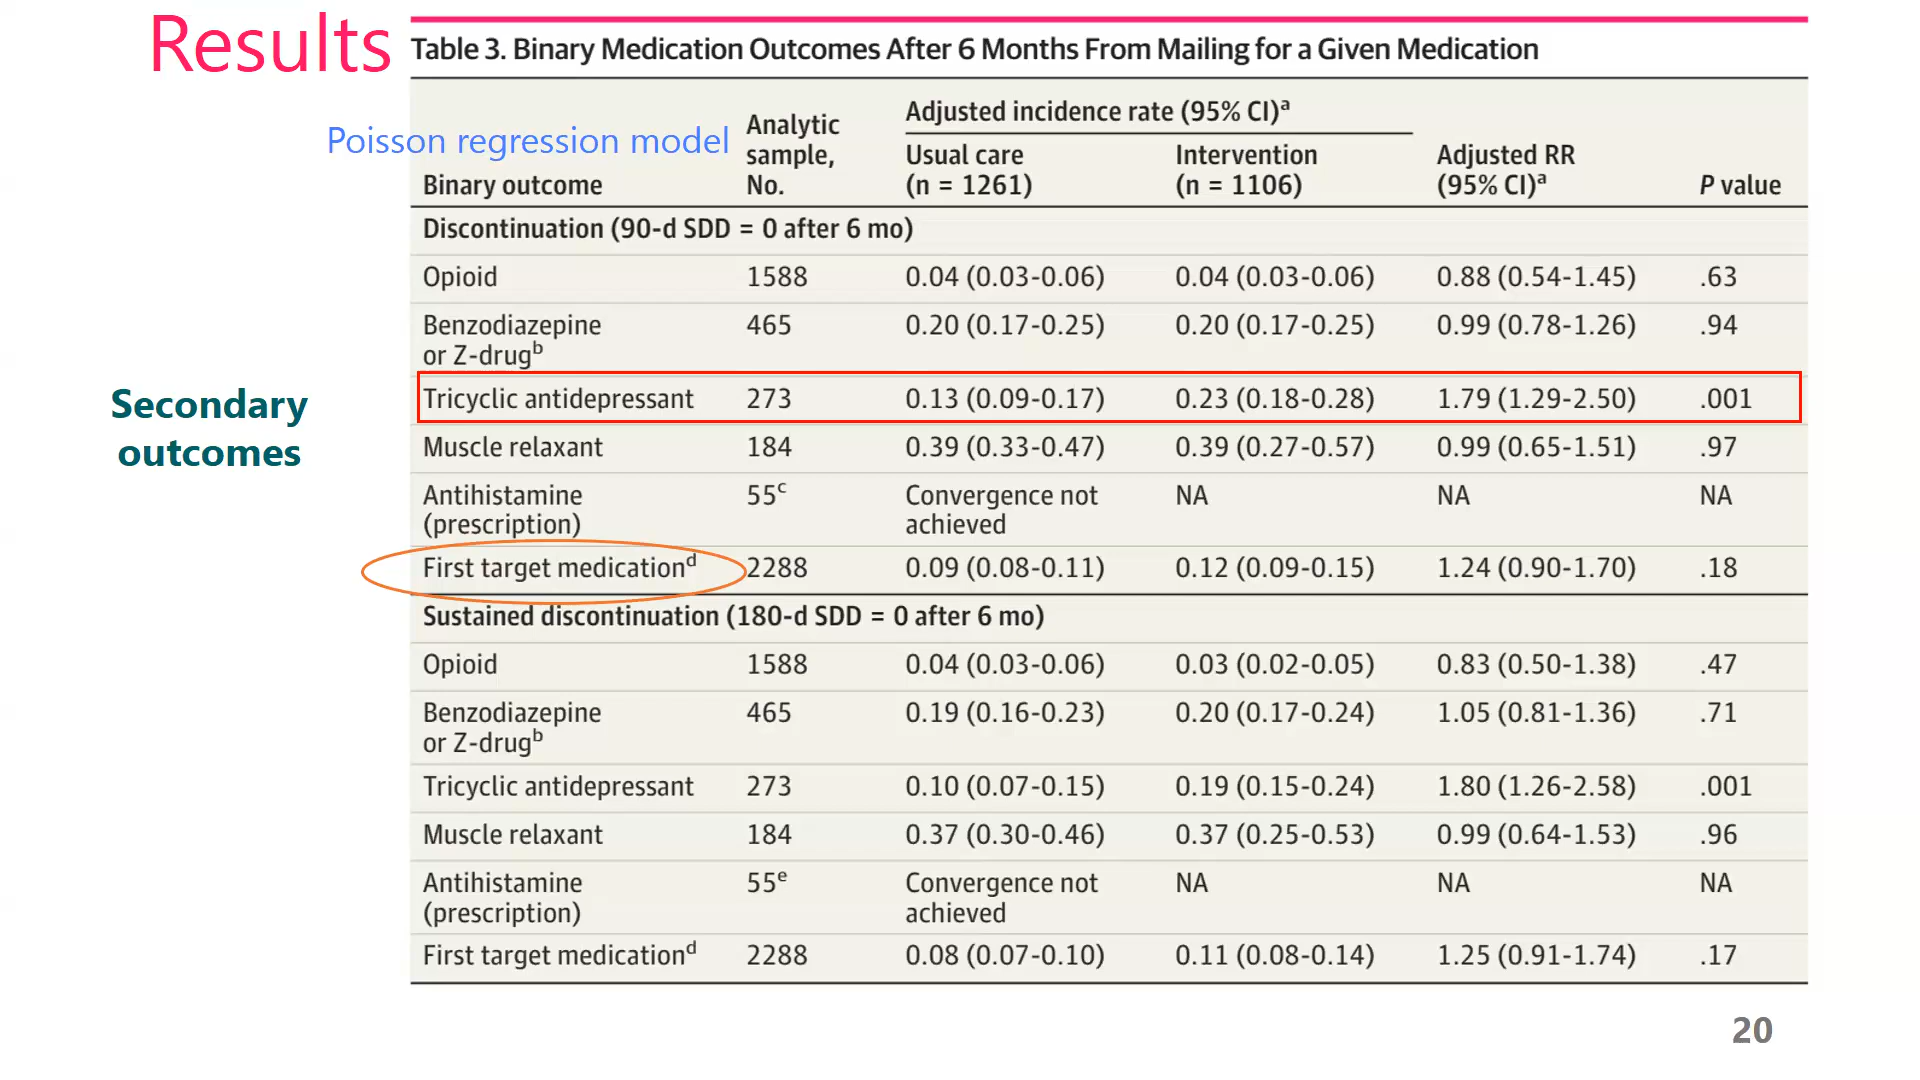 Results
Table 3. Binary Medication Outcomes After 6 Months From Mailing for a Given Medication
Poisson regression model
Binary outcome
Analytic
sample,
No.
Adjusted incidence rate (95% CI)a
Usual care
(n = 1261)
Intervention
(n = 1106)
Adjusted RR
(95% CI)a
P value
Discontinuation (90-d SDD = 0 after 6 mo)
Opioid 1588 0.04 (0.03-0.06) 0.04 (0.03-0.06) 0.88 (0.54-1.45) .63
Benzodiazepine 465 0.20 (0.17-0.25) 0.20 (0.17-0.25) 0.99 (0.78-1.26) .94
or Z-drugb
Tricyclic antidepressant 273 0.13 (0.09-0.17) 0.23 (0.18-0.28) 1.79 (1.29-2.50) .001
Muscle relaxant 184 0.39 (0.33-0.47) 0.39 (0.27-0.57) 0.99 (0.65-1.51) .97
Antihistamine 55c Convergence not NA NA NA
(prescription) achieved
First target medicationd 2288 0.09 (0.08-0.11) 0.12 (0.09-0.15) 1.24 (0.90-1.70) .18
Sustained discontinuation (180-d SDD = 0 after 6 mo)
Opioid 1588 0.04 (0.03-0.06) 0.03 (0.02-0.05) 0.83 (0.50-1.38) .47
Benzodiazepine 465 0.19 (0.16-0.23) 0.20 (0.17-0.24) 1.05 (0.81-1.36) .71
or Z-drugb
Tricyclic antidepressant 273 0.10 (0.07-0.15) 0.19 (0.15-0.24) 1.80 (1.26-2.58) .001
Muscle relaxant 184 0.37 (0.30-0.46) 0.37 (0.25-0.53) 0.99 (0.64-1.53) .96
Antihistamine 55e Convergence not NA NA NA
(prescription) achieved
First target medicationd 2288 0.08 (0.07-0.10) 0.11 (0.08-0.14) 1.25 (0.91-1.74) .17
Secondary
outcomes
20